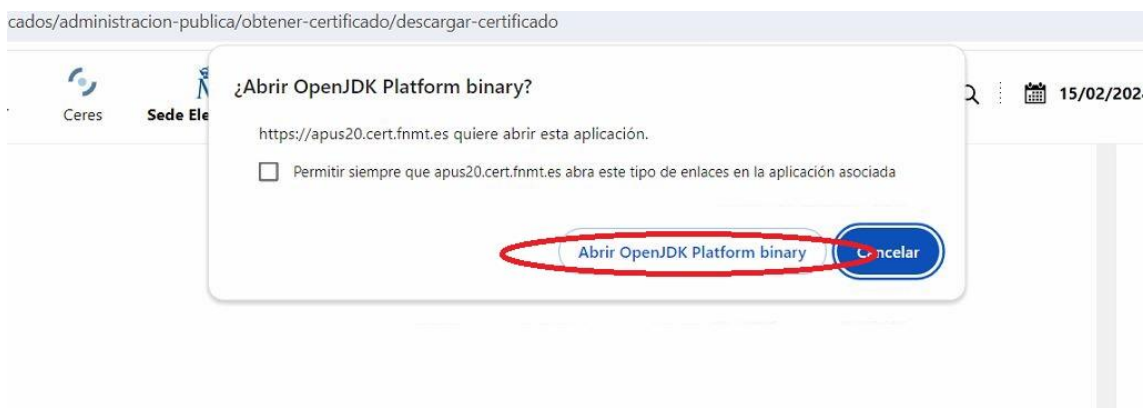 cados/administracion-publica/obtener-certificado/descargar-certificado
¿Abrir OpenJDK Platform binary?
Ceres
Sede Ele
15/02/202
https://apus20.cert.fnmt.es quiere abrir esta aplicación.
Permitir siempre que apus20.cert.fnmt.es abra este tipo de enlaces en la aplicación asociada
Abrir OpenJDK Platform binary
Cancelar